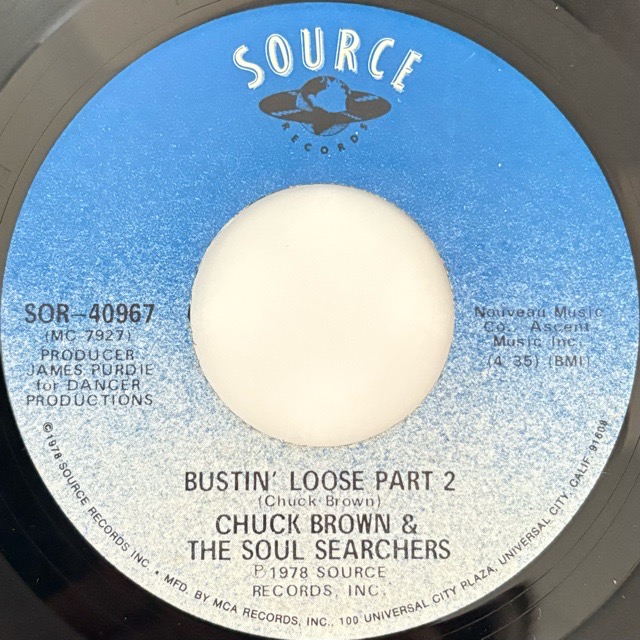 SOURCE
RECORDS
SOR-40967
(MC 7927)
PRODUCER
JAMES PURDIE
for DANCER
PRODUCTIONS
Nouveau Music
Co. Ascent
Music Inc.
(4 35) (BMI)
BUSTIN' LOOSE PART 2
(Chuck Brown)
CHUCK BROWN &
THE SOUL SEARCHERS
℗1978 SOURCE
RECORDS, INC.
©1978 SOURCE RECORDS INC. • MFD. BY MCA RECORDS, INC., 100 UNIVERSAL CITY PLAZA, UNIVERSAL CITY, CALIF. 91608